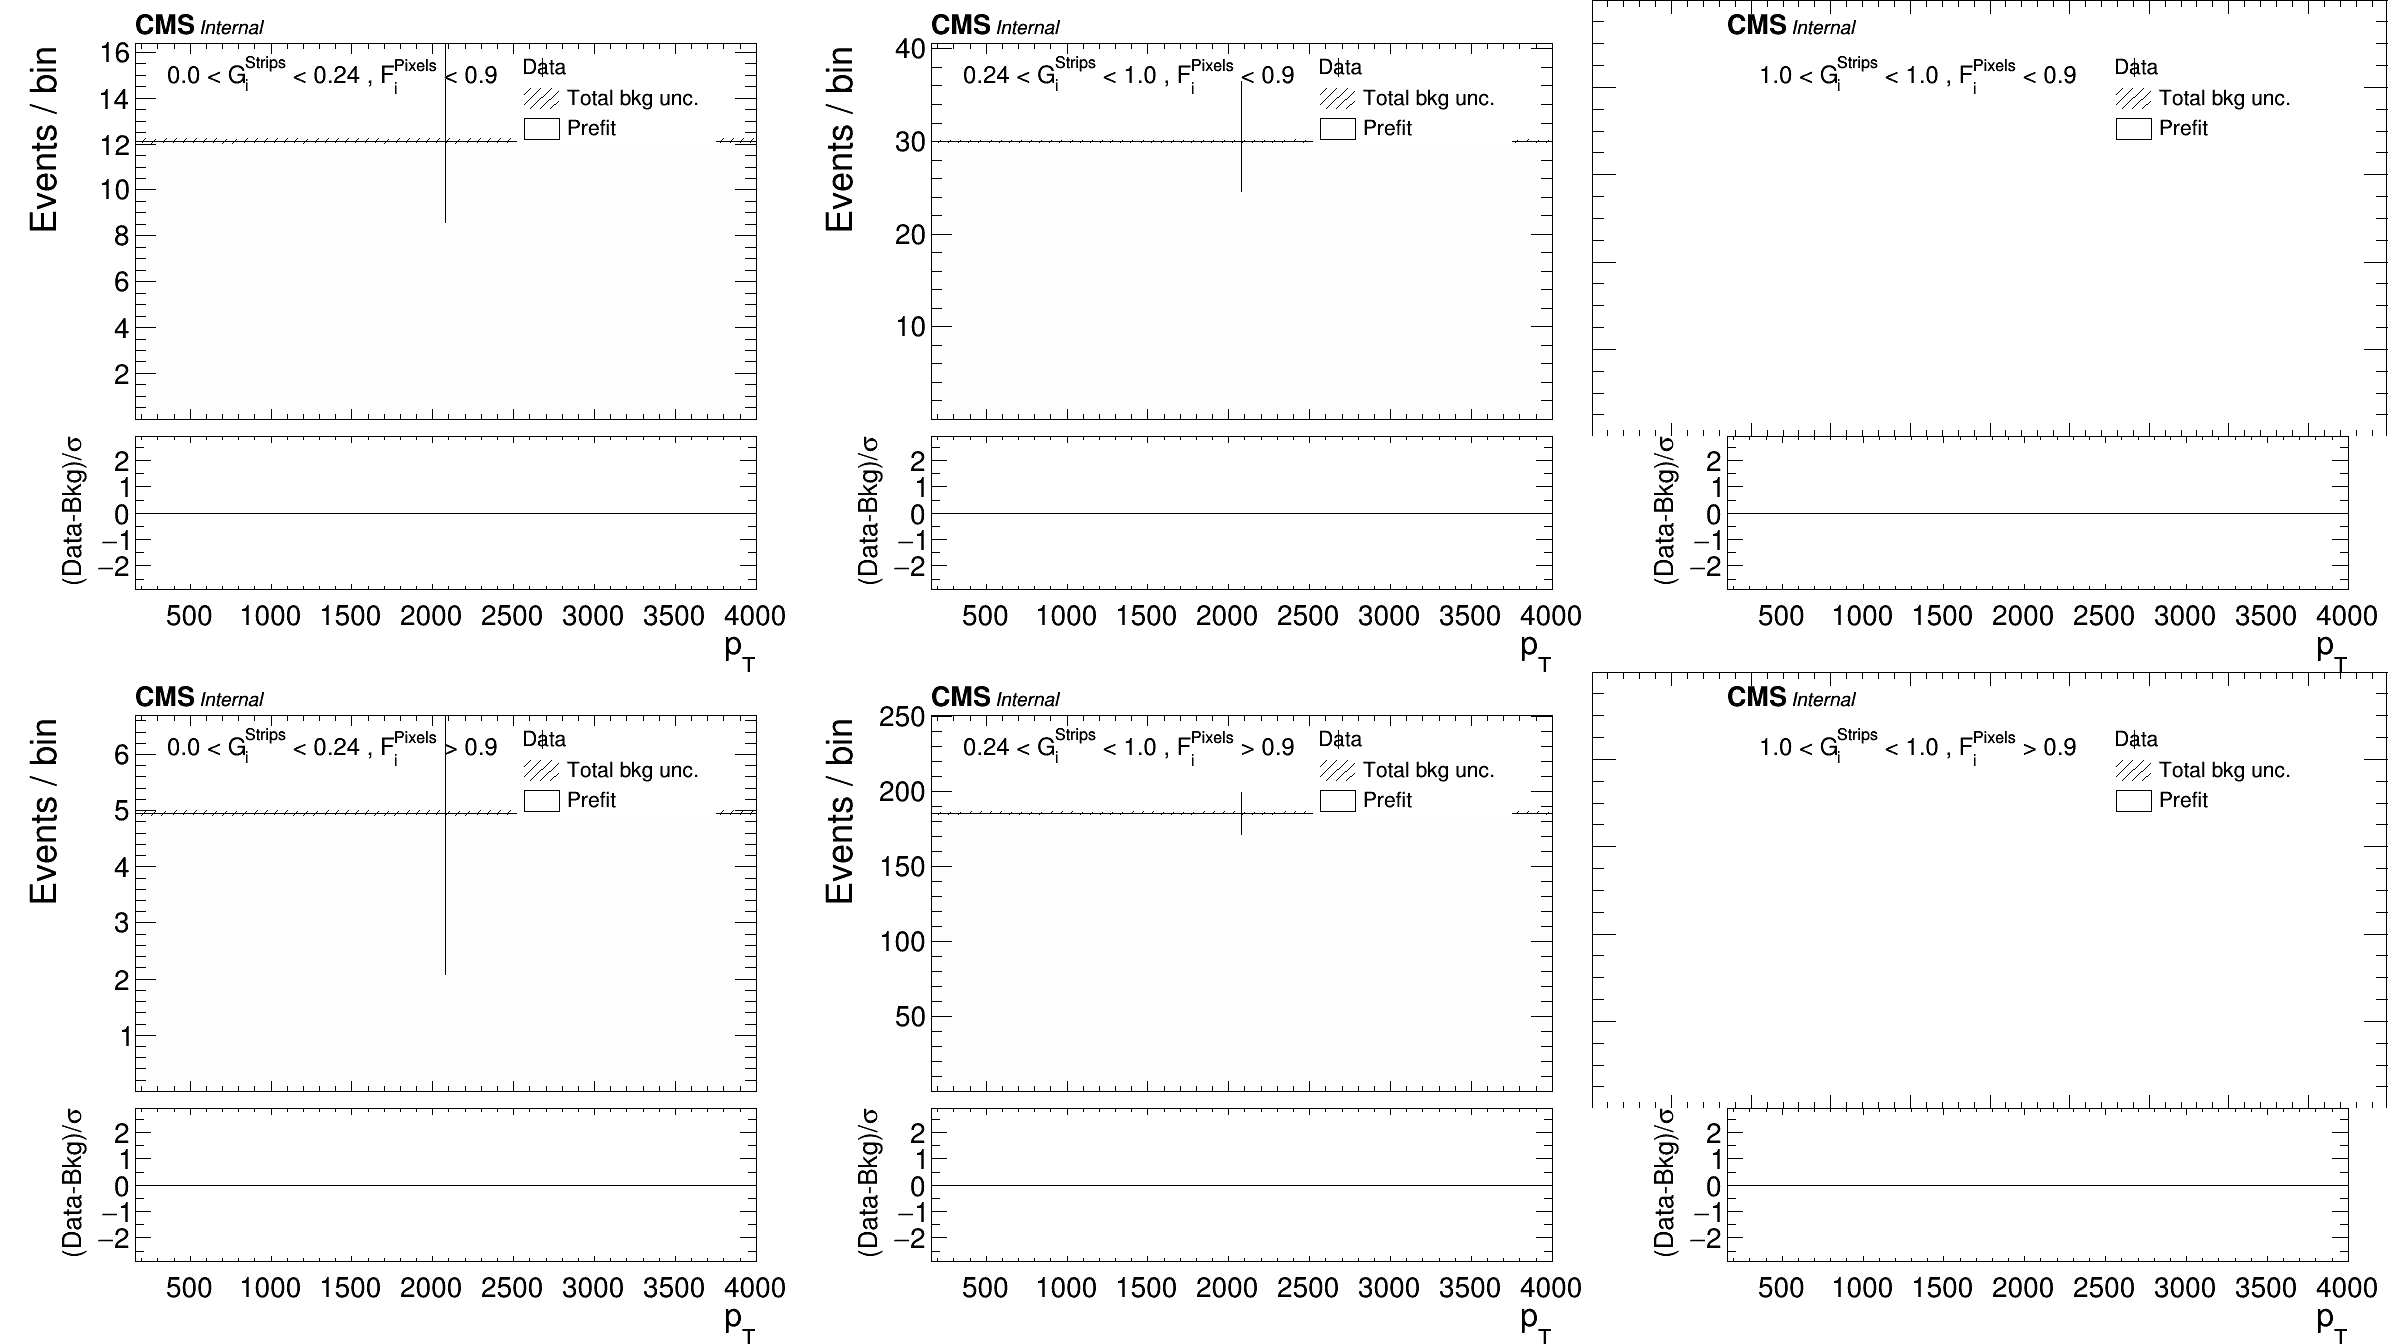 CMS Internal
Events / bin
16
14
12
10
8
6
4
2
0.0 < G_i^Strips < 0.24 , F_i^Pixels < 0.9
Data
Total bkg unc.
Prefit
(Data-Bkg)/σ
2
1
0
−1
−2
500 1000 1500 2000 2500 3000 3500 4000
p_T
CMS Internal
Events / bin
40
30
20
10
0.24 < G_i^Strips < 1.0 , F_i^Pixels < 0.9
Data
Total bkg unc.
Prefit
(Data-Bkg)/σ
2
1
0
−1
−2
500 1000 1500 2000 2500 3000 3500 4000
p_T
CMS Internal
1.0 < G_i^Strips < 1.0 , F_i^Pixels < 0.9
Data
Total bkg unc.
Prefit
(Data-Bkg)/σ
2
1
0
−1
−2
500 1000 1500 2000 2500 3000 3500 4000
p_T
CMS Internal
Events / bin
6
5
4
3
2
1
0.0 < G_i^Strips < 0.24 , F_i^Pixels > 0.9
Data
Total bkg unc.
Prefit
(Data-Bkg)/σ
2
1
0
−1
−2
500 1000 1500 2000 2500 3000 3500 4000
p_T
CMS Internal
Events / bin
250
200
150
100
50
0.24 < G_i^Strips < 1.0 , F_i^Pixels > 0.9
Data
Total bkg unc.
Prefit
(Data-Bkg)/σ
2
1
0
−1
−2
500 1000 1500 2000 2500 3000 3500 4000
p_T
CMS Internal
1.0 < G_i^Strips < 1.0 , F_i^Pixels > 0.9
Data
Total bkg unc.
Prefit
(Data-Bkg)/σ
2
1
0
−1
−2
500 1000 1500 2000 2500 3000 3500 4000
p_T